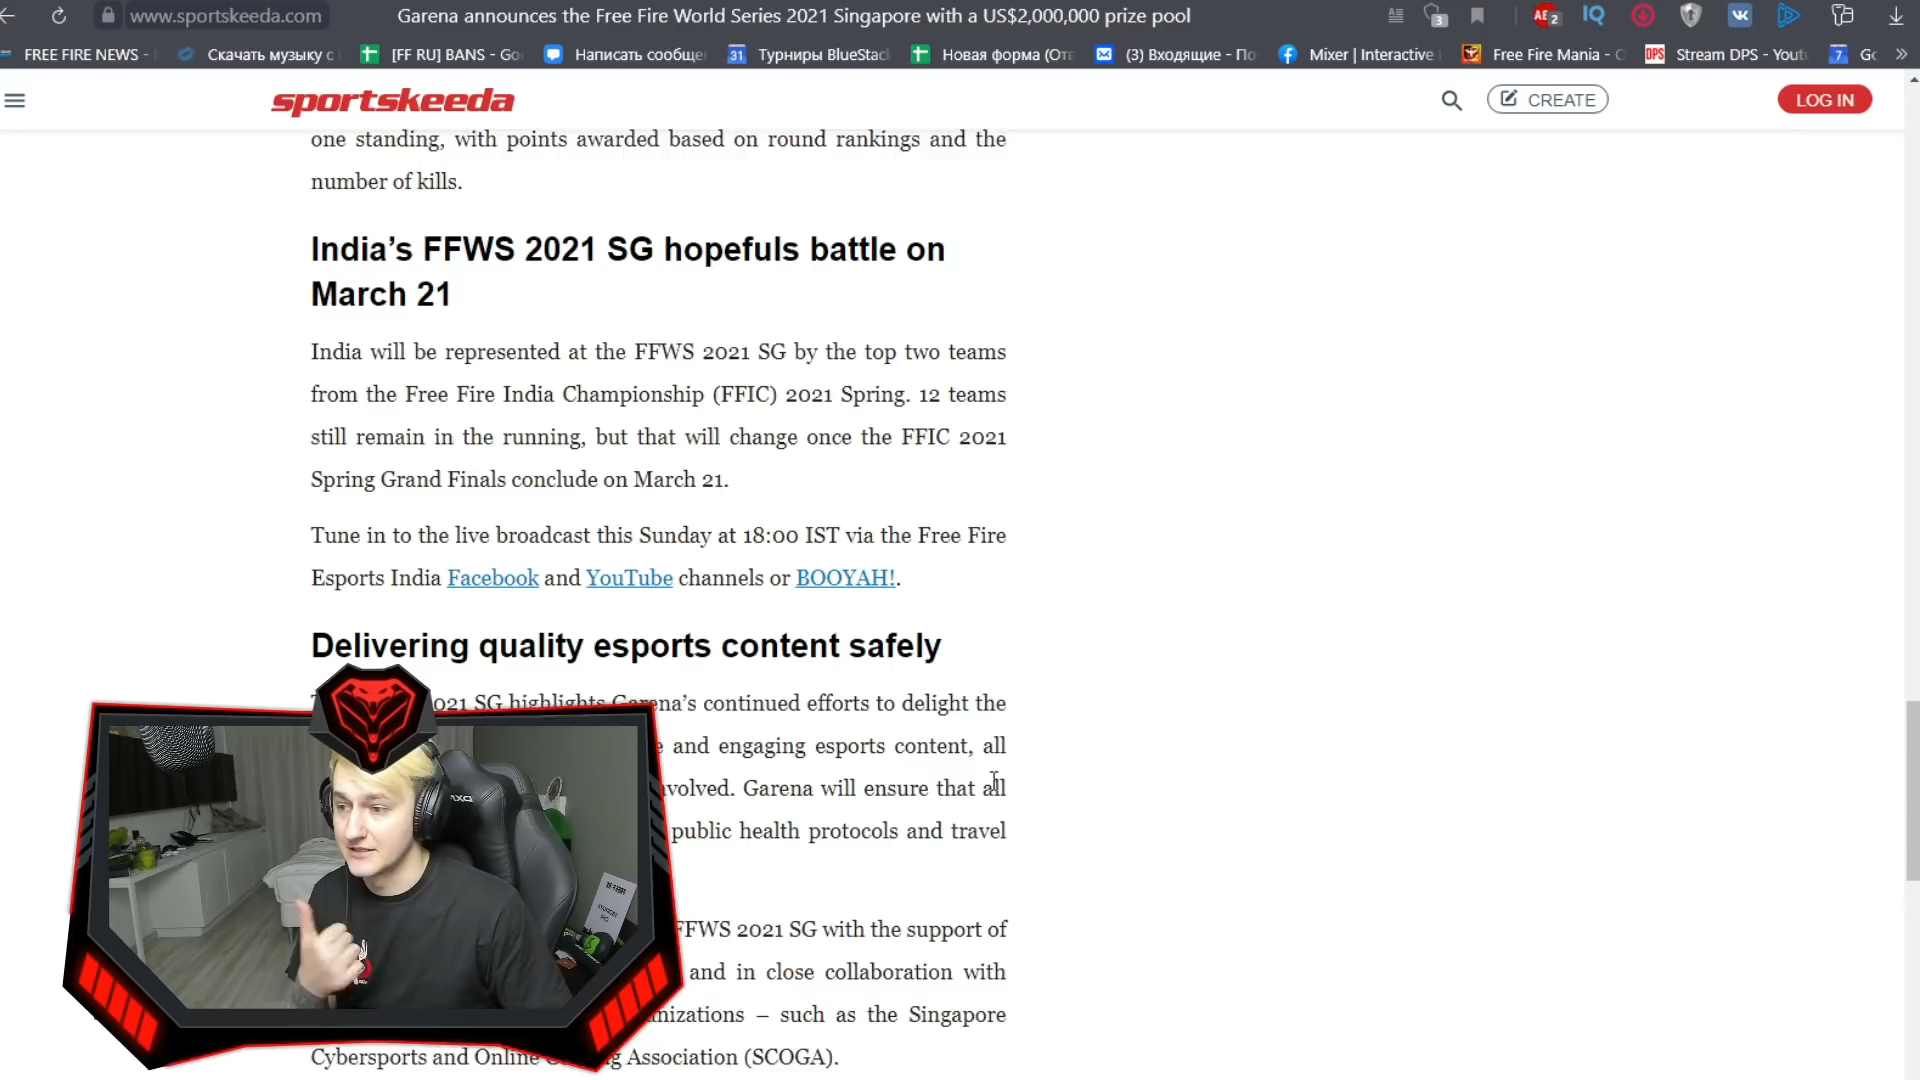 www.sportskeeda.com
Garena announces the Free Fire World Series 2021 Singapore with a US$2,000,000 prize pool
FREE FIRE NEWS -
Скачать музыку с
[FF RU] BANS - Go
Написать сообще
31 Турниры BlueStac
Новая форма (Отв
(3) Входящие - По
Mixer | Interactive
Free Fire Mania - C
DPS Stream DPS - Yout
7 Go
sportskeeda
CREATE
LOG IN
one standing, with points awarded based on round rankings and the
number of kills.
India's FFWS 2021 SG hopefuls battle on
March 21
India will be represented at the FFWS 2021 SG by the top two teams
from the Free Fire India Championship (FFIC) 2021 Spring. 12 teams
still remain in the running, but that will change once the FFIC 2021
Spring Grand Finals conclude on March 21.
Tune in to the live broadcast this Sunday at 18:00 IST via the Free Fire
Esports India Facebook and YouTube channels or BOOYAH!.
Delivering quality esports content safely
021 SG highlights Garena's continued efforts to delight the
and engaging esports content, all
volved. Garena will ensure that all
public health protocols and travel
FFWS 2021 SG with the support of
and in close collaboration with
nizations – such as the Singapore
Cybersports and Online Association (SCOGA).